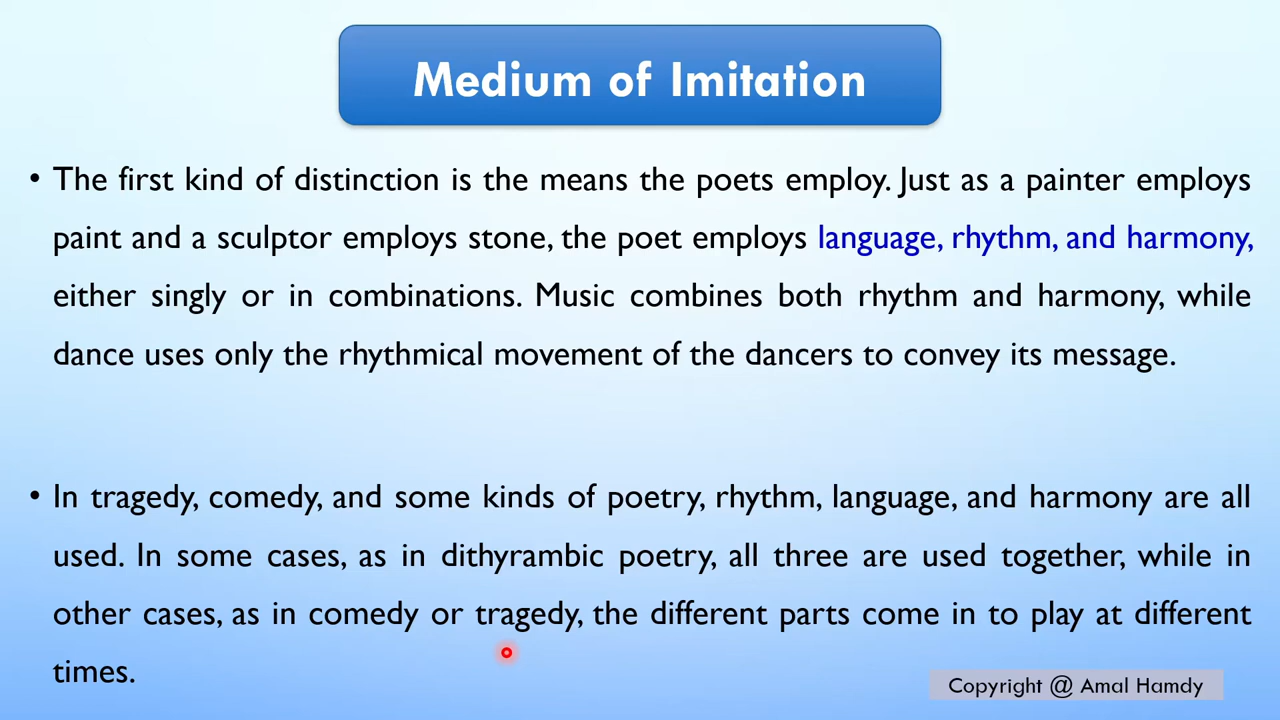 Medium of Imitation
• The first kind of distinction is the means the poets employ. Just as a painter employs
paint and a sculptor employs stone, the poet employs language, rhythm, and harmony,
either singly or in combinations. Music combines both rhythm and harmony, while
dance uses only the rhythmical movement of the dancers to convey its message.
• In tragedy, comedy, and some kinds of poetry, rhythm, language, and harmony are all
used. In some cases, as in dithyrambic poetry, all three are used together, while in
other cases, as in comedy or tragedy, the different parts come in to play at different
times.
Copyright @ Amal Hamdy